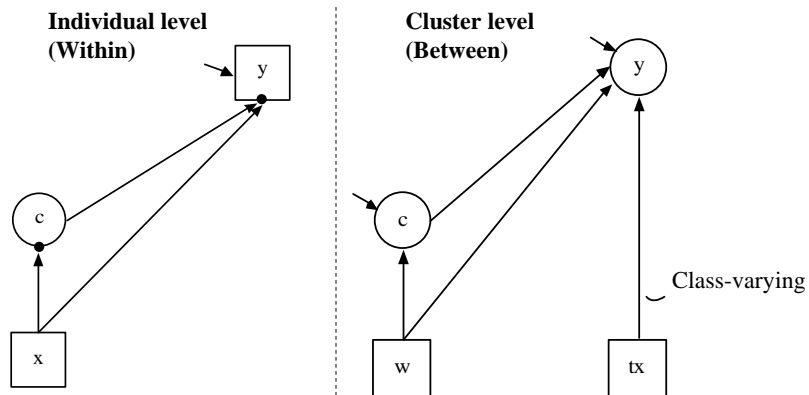 Individual level
(Within)
y
c
x
Cluster level
(Between)
y
c
Class-varying
w
tx